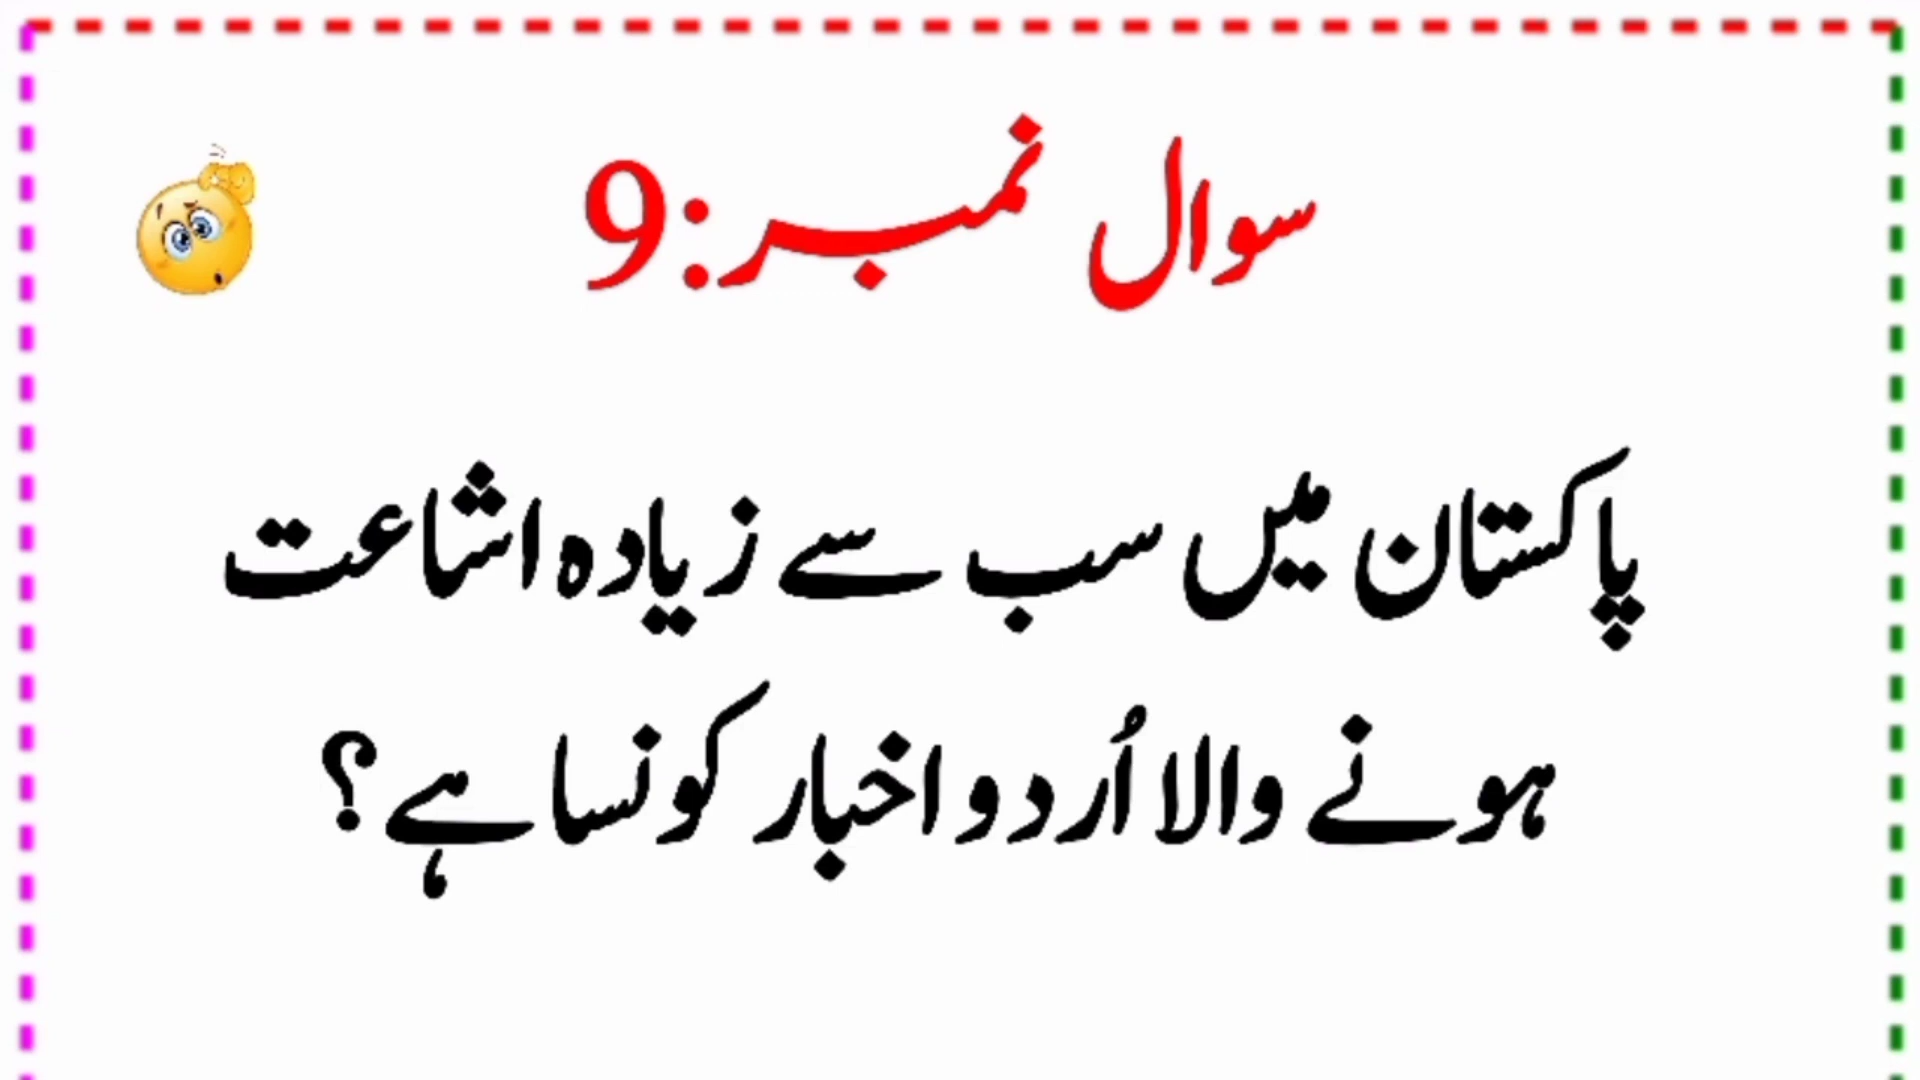 سوال نمبر:9
پاکستان میں سب سے زیادہ اشاعت
ہونے والا اُردو اخبار کونسا ہے؟